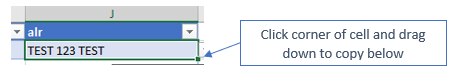 J
alr
TEST 123 TEST
Click corner of cell and drag
down to copy below